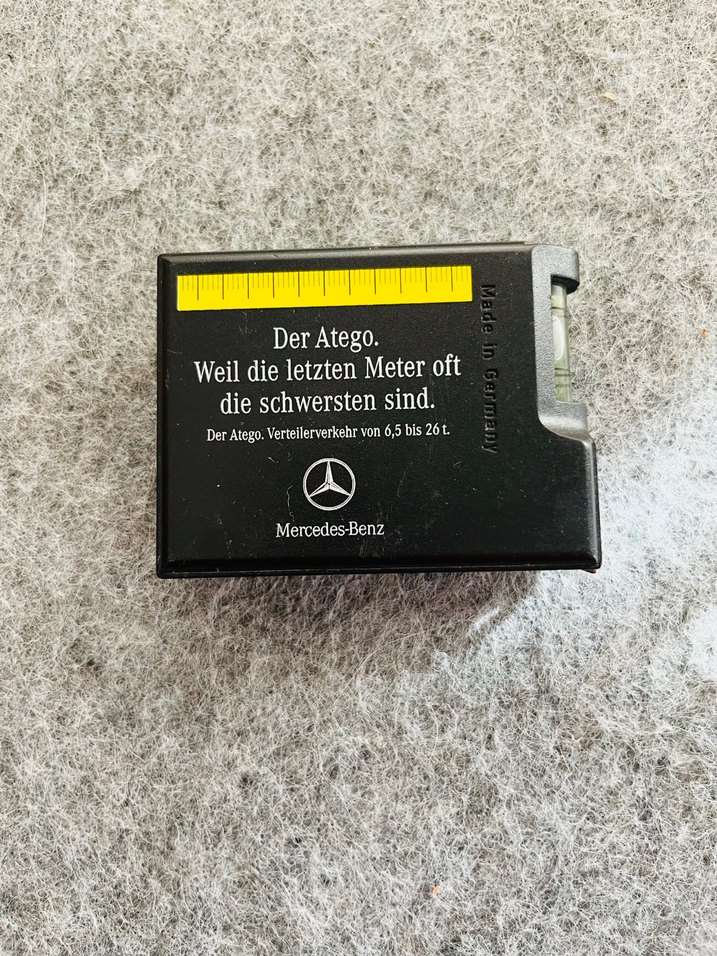 Der Atego.
Weil die letzten Meter oft
die schwersten sind.
Der Atego. Verteilerverkehr von 6,5 bis 26 t.
Mercedes-Benz
Made in Germany